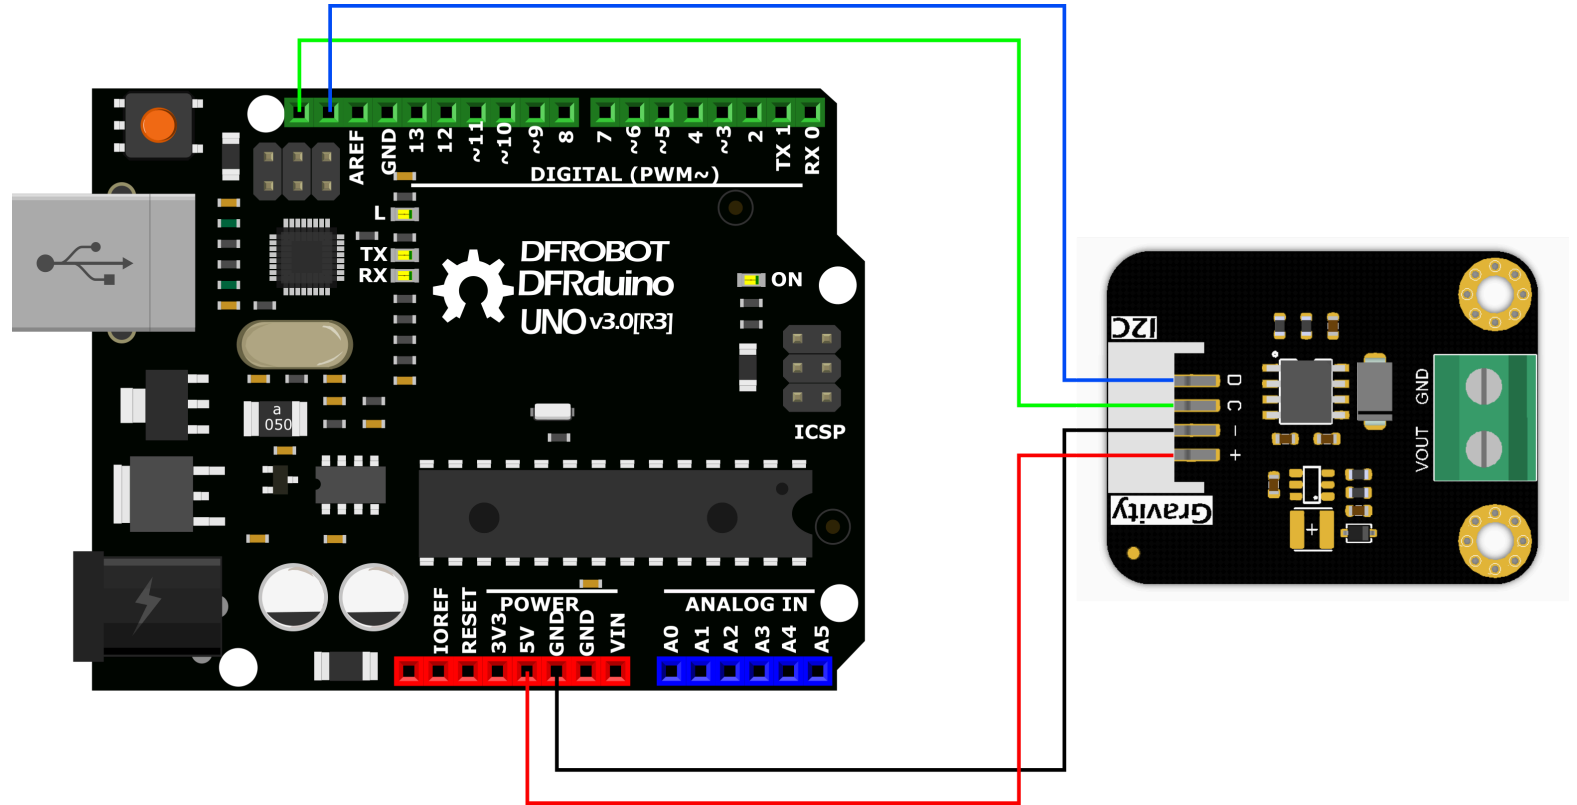 AREF
GND
13
12
~11
~10
~9
8
7
~6
~5
4
~3
2
TX 1
RX 0
DIGITAL (PWM~)
L
TX
RX
DFROBOT
DFRduino
UNO v3.0[R3]
ON
ICSP
a
050
POWER
IOREF
RESET
3V3
5V
GND
GND
VIN
ANALOG IN
A0
A1
A2
A3
A4
A5
I2C
D
C
-
+
Gravity
GND
VOUT
+